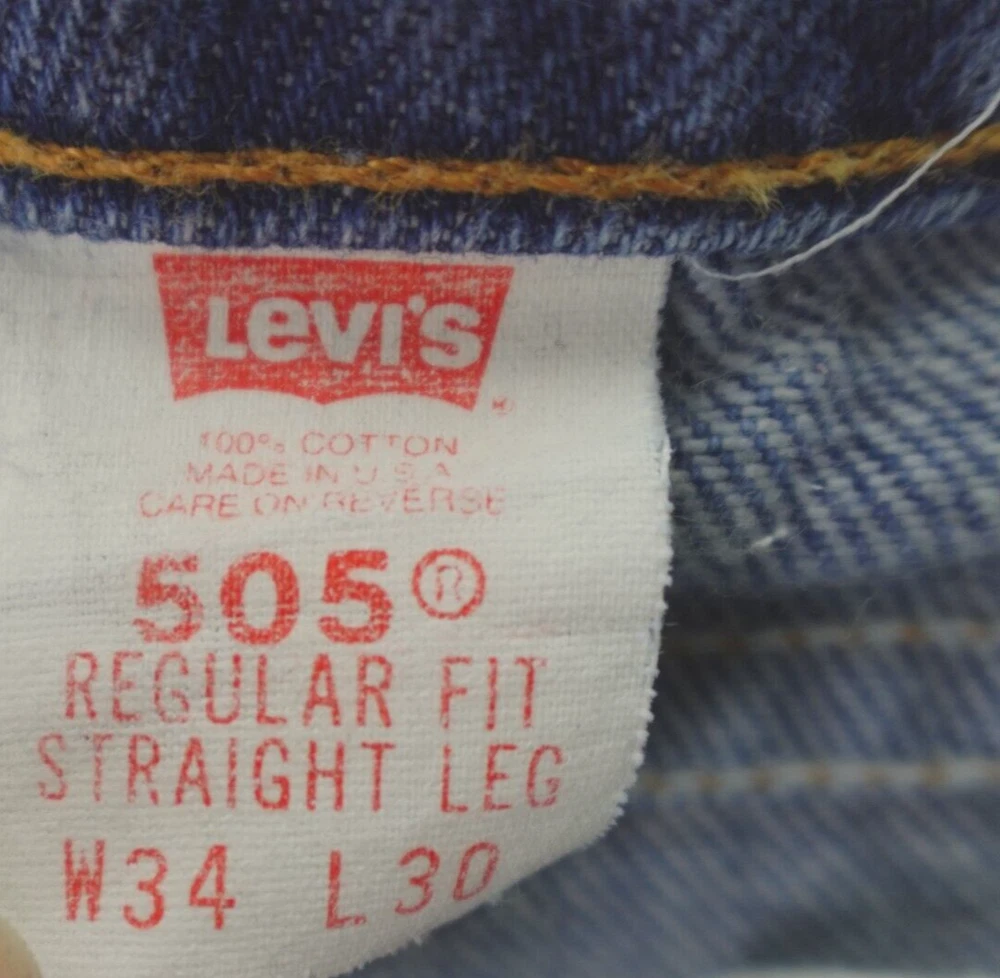 LEVI'S
100% COTTON
MADE IN U.S.A
CARE ON REVERSE
505®
REGULAR FIT
STRAIGHT LEG
W34 L30